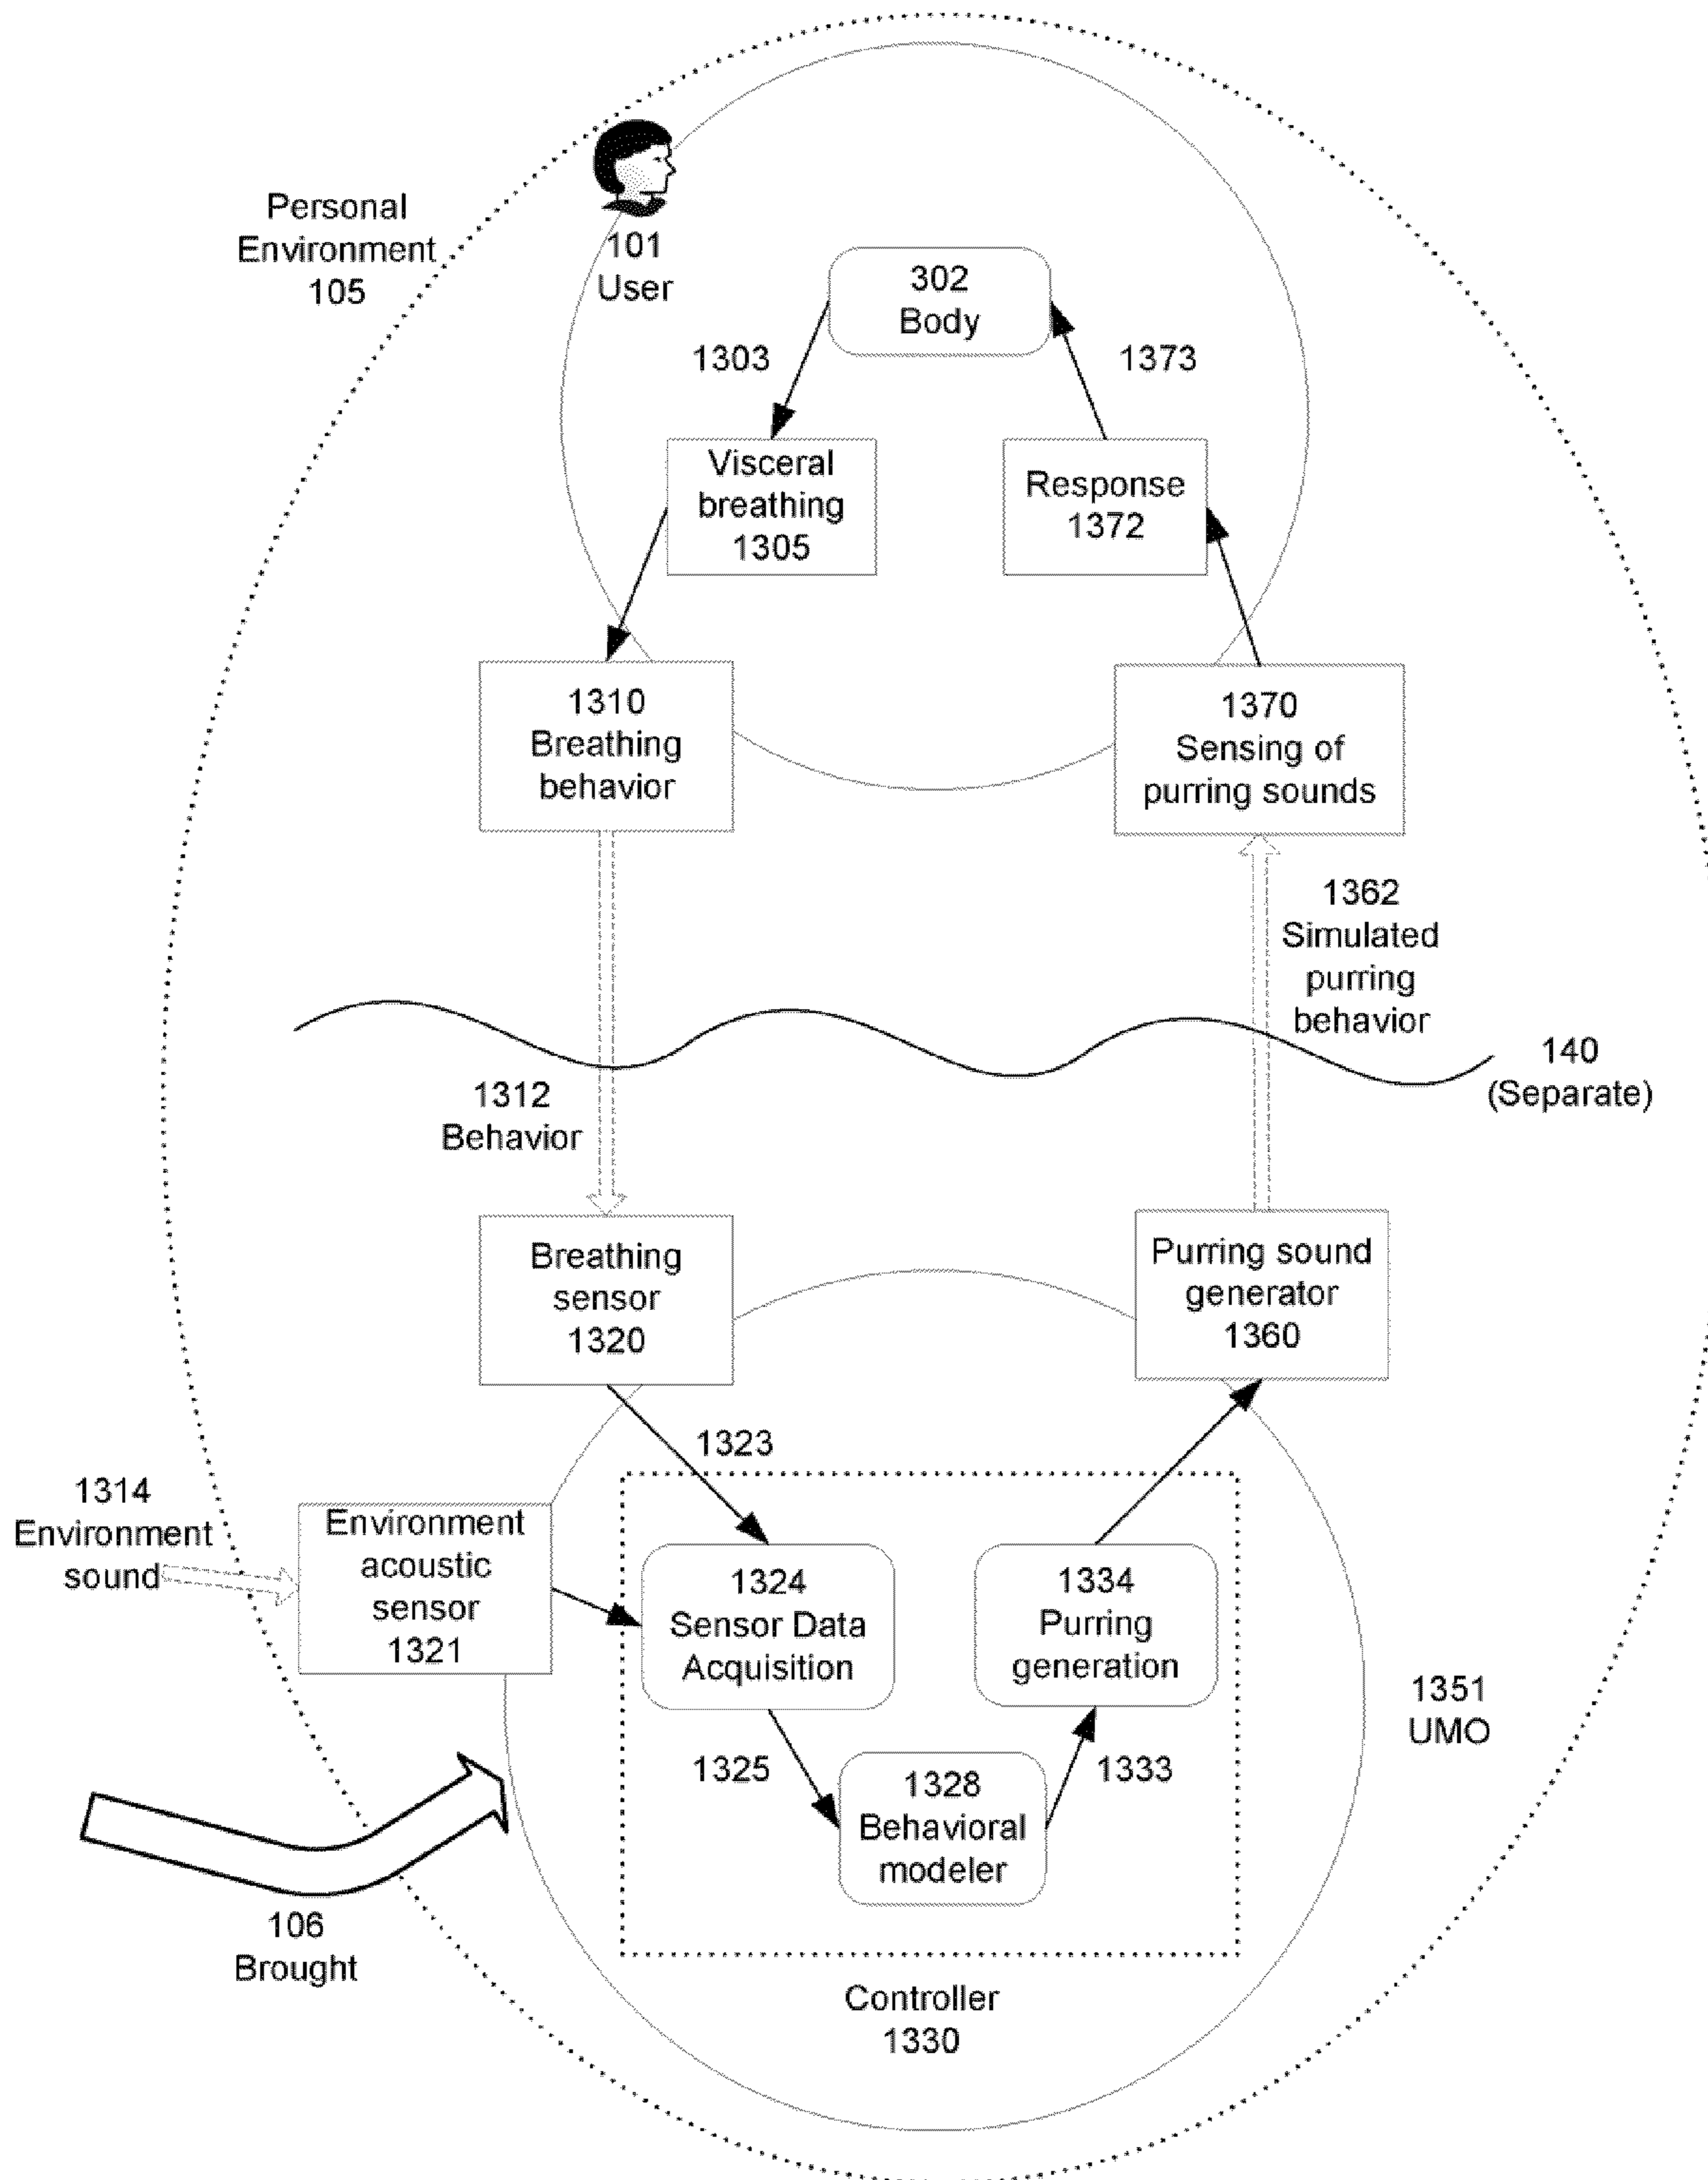 Personal
Environment
105
101
User
302
Body
1303
1373
Visceral
breathing
1305
Response
1372
1310
Breathing
behavior
1370
Sensing of
purring sounds
1362
Simulated
purring
behavior
140
(Separate)
1312
Behavior
Breathing
sensor
1320
Purring sound
generator
1360
1323
1314
Environment
sound
Environment
acoustic
sensor
1321
1324
Sensor Data
Acquisition
1334
Purring
generation
1351
UMO
1325
1328
Behavioral
modeler
1333
106
Brought
Controller
1330